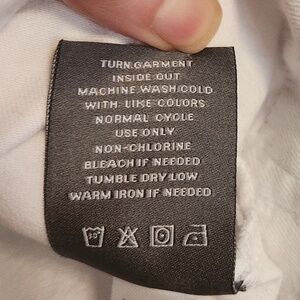 TURN GARMENT
INSIDE OUT
MACHINE WASH COLD
WITH LIKE COLORS
NORMAL CYCLE
USE ONLY
NON-CHLORINE
BLEACH IF NEEDED
TUMBLE DRY LOW
WARM IRON IF NEEDED
30°